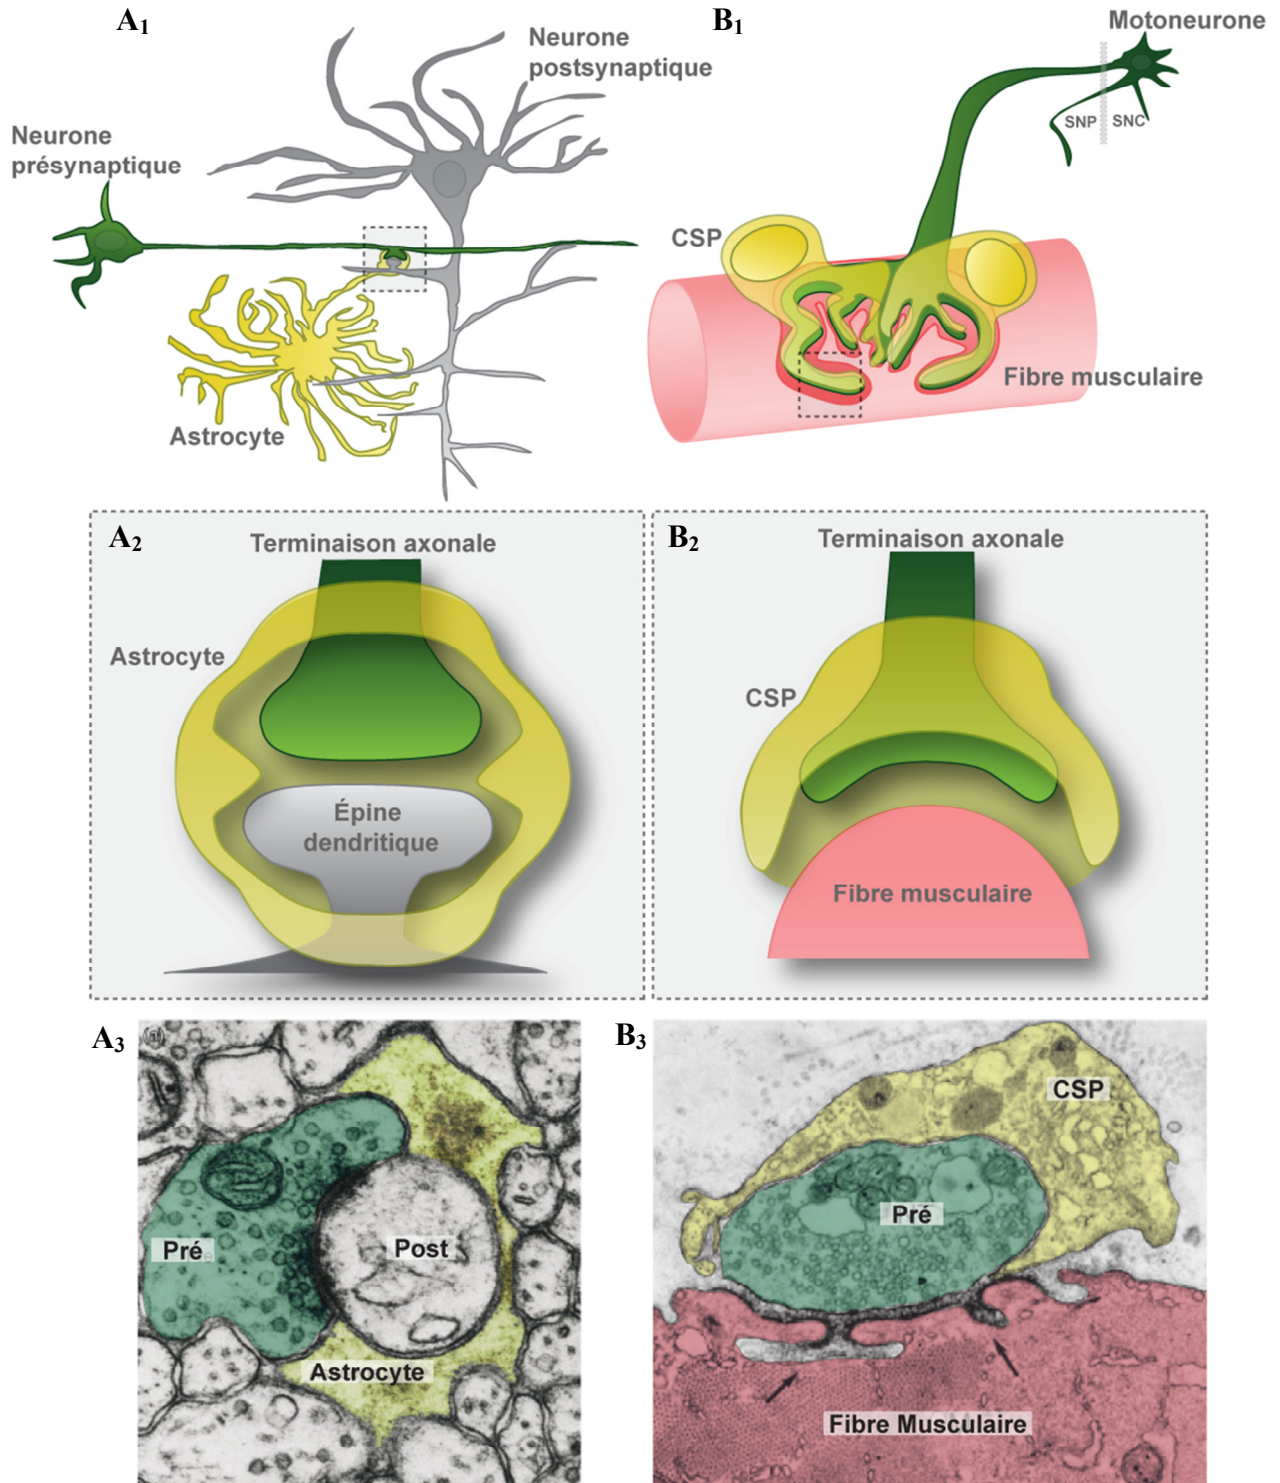 A1
Neurone
postsynaptique
Neurone
présynaptique
Astrocyte
B1
Motoneurone
SNP
SNC
CSP
Fibre musculaire
A2
Terminaison axonale
Astrocyte
Épine
dendritique
B2
Terminaison axonale
CSP
Fibre musculaire
A3
(a)
Pré
Post
Astrocyte
B3
CSP
Pré
Fibre Musculaire